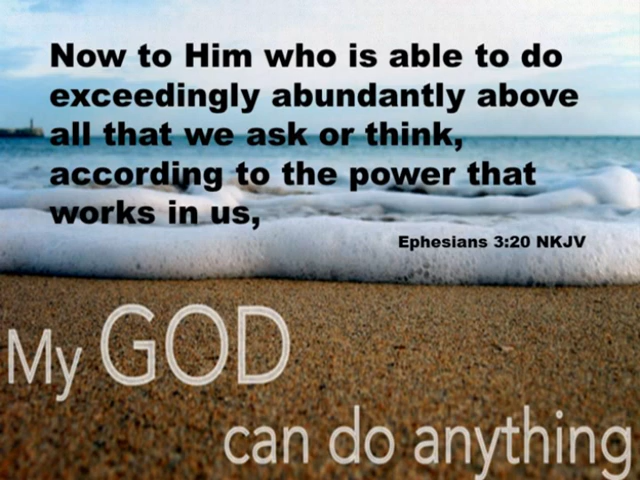 Now to Him who is able to do
exceedingly abundantly above
all that we ask or think,
according to the power that
works in us,
Ephesians 3:20 NKJV
My GOD
can do anything